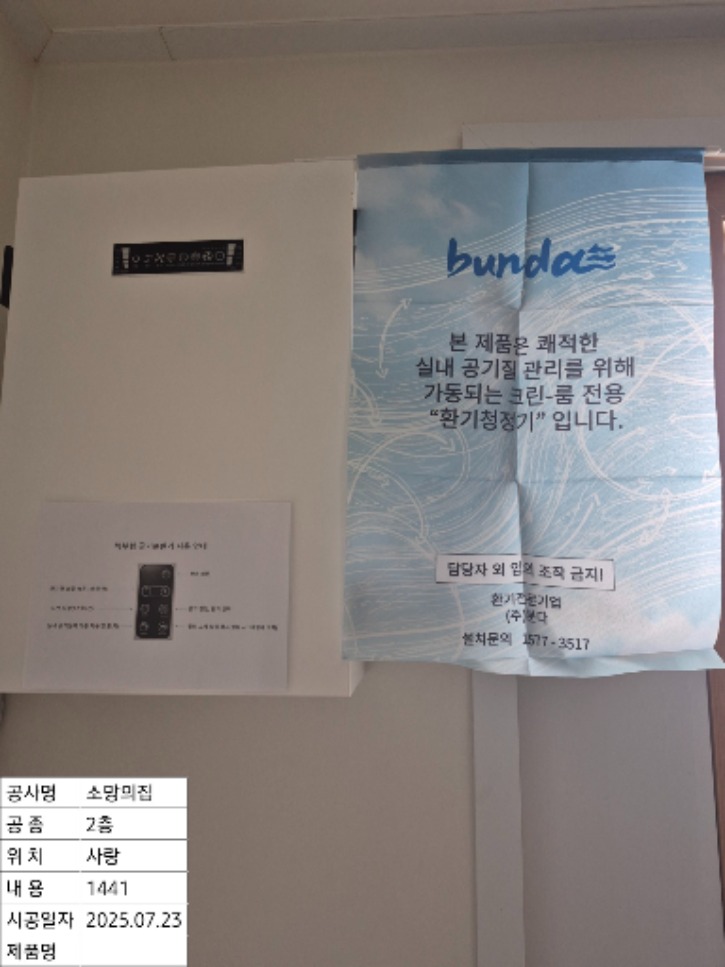 bunda
본 제품은 쾌적한
실내 공기질 관리를 위해
가동되는 크린-룸 전용
“환기청정기” 입니다.
담당자 외 임의 조작 금지!
환기전문기업
(주)분다
설치문의 1577-3517
공사명 소망의집
공 종 2층
위 치 사랑
내 용 1441
시공일자 2025.07.23
제품명